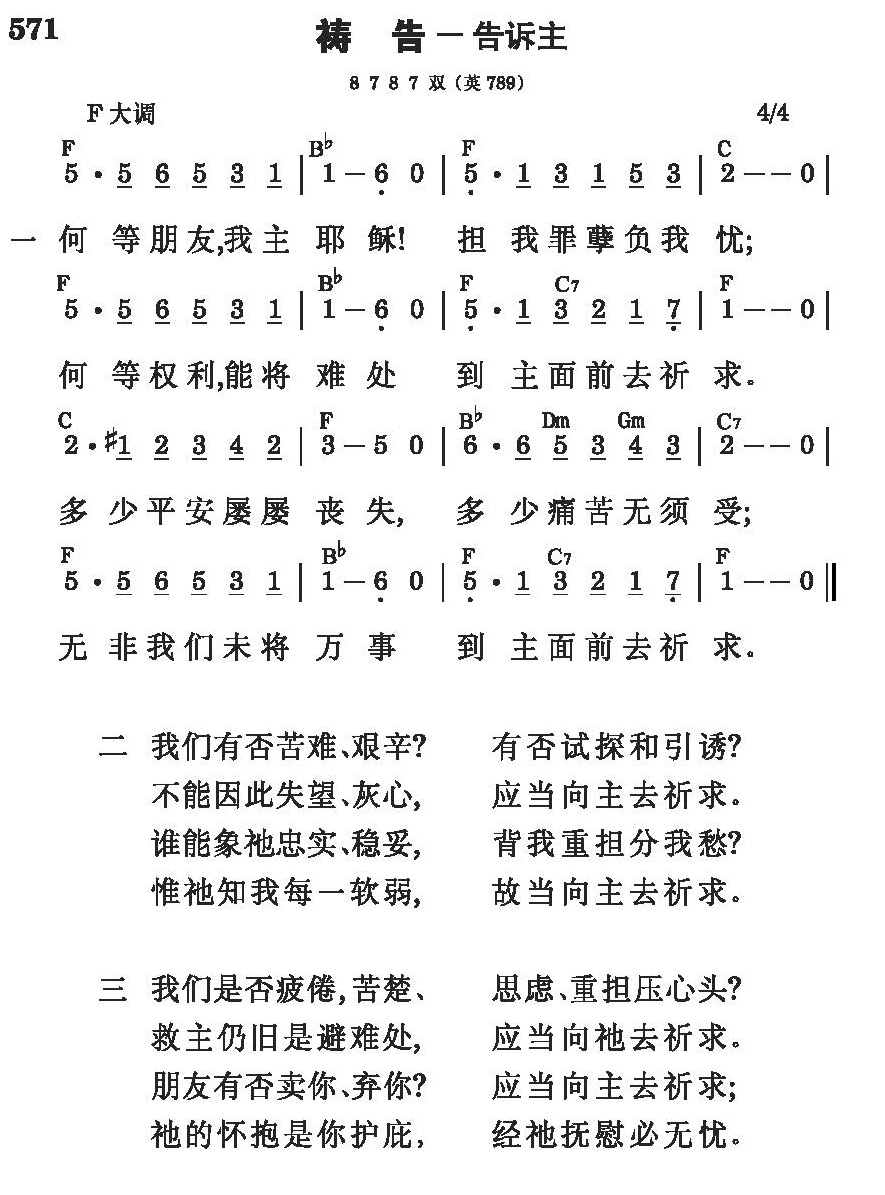 571
祷 告 — 告诉主
8 7 8 7 双 (英 789)
F 大调 4/4
F B♭ F C
5 · 5 6 5 3 1 | 1 — 6 0 | 5 · 1 3 1 5 3 | 2 — — 0 |
一 何 等 朋 友,我 主 耶 稣! 担 我 罪 孽 负 我 忧;
F B♭ F C7 F
5 · 5 6 5 3 1 | 1 — 6 0 | 5 · 1 3 2 1 7 | 1 — — 0 |
何 等 权 利,能 将 难 处 到 主 面 前 去 祈 求。
C F B♭ Dm Gm C7
2 · #1 2 3 4 2 | 3 — 5 0 | 6 · 6 5 3 4 3 | 2 — — 0 |
多 少 平 安 屡 屡 丧 失, 多 少 痛 苦 无 须 受;
F B♭ F C7 F
5 · 5 6 5 3 1 | 1 — 6 0 | 5 · 1 3 2 1 7 | 1 — — 0 ‖
无 非 我 们 未 将 万 事 到 主 面 前 去 祈 求。
二 我们有否苦难、艰辛? 有否试探和引诱?
不能因此失望、灰心, 应当向主去祈求。
谁能象祂忠实、稳妥, 背我重担分我愁?
惟祂知我每一软弱, 故当向主去祈求。
三 我们是否疲倦,苦楚、 思虑、重担压心头?
救主仍旧是避难处, 应当向祂去祈求。
朋友有否卖你、弃你? 应当向主去祈求;
祂的怀抱是你护庇, 经祂抚慰必无忧。